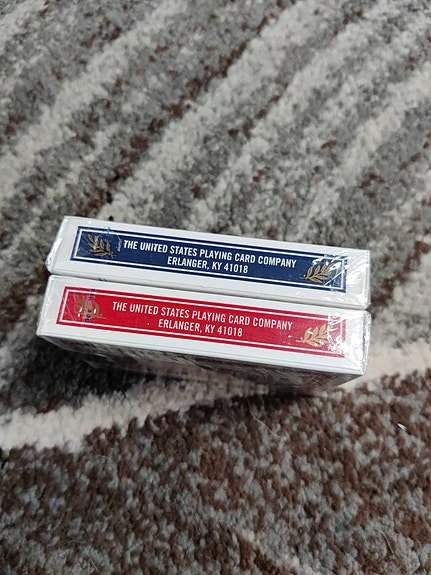 THE UNITED STATES PLAYING CARD COMPANY
ERLANGER, KY 41018
THE UNITED STATES PLAYING CARD COMPANY
ERLANGER, KY 41018